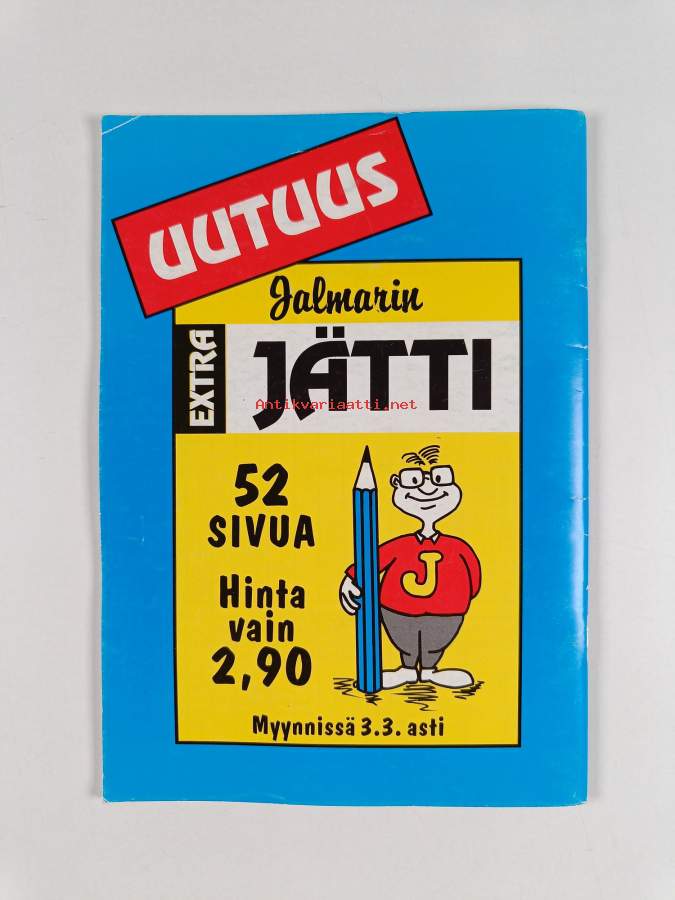 UUTUUS
Jalmarin
EXTRA
JÄTTI
Antikvariaatti.net
52
SIVUA
Hinta
vain
2,90
J
Myynnissä 3.3. asti